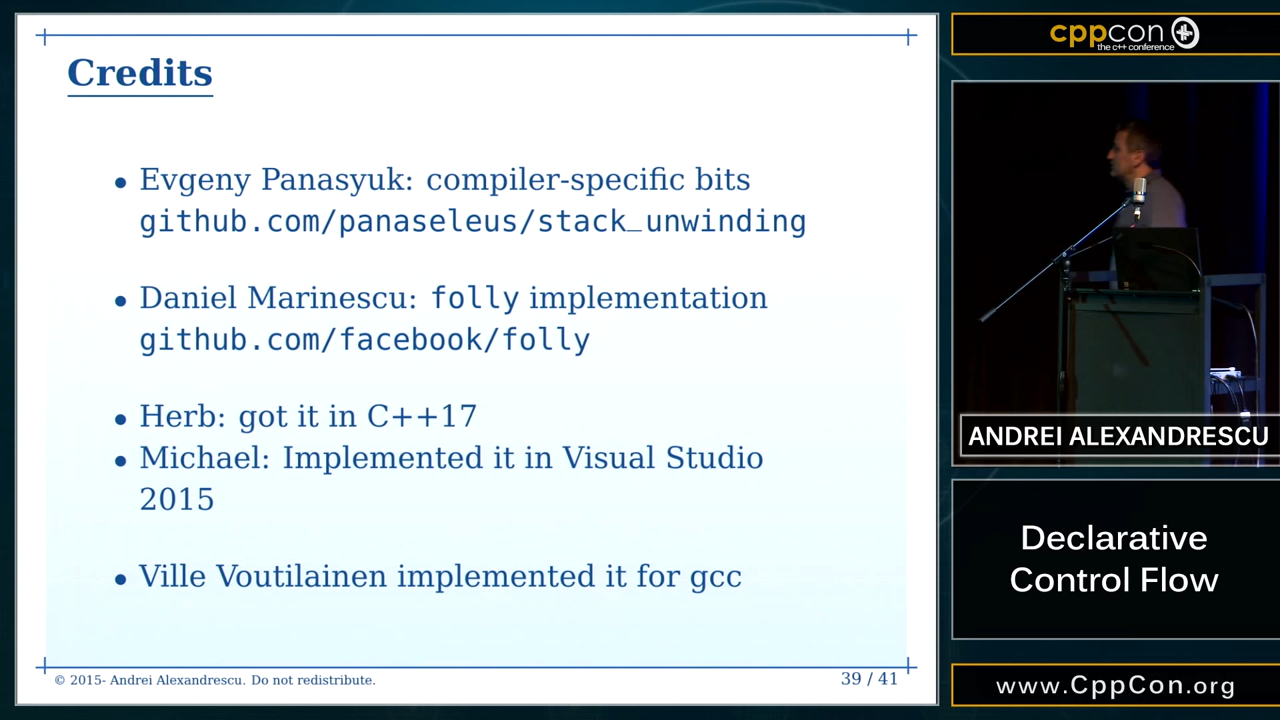 Credits
• Evgeny Panasyuk: compiler-specific bits
github.com/panaseleus/stack_unwinding
• Daniel Marinescu: folly implementation
github.com/facebook/folly
• Herb: got it in C++17
• Michael: Implemented it in Visual Studio
2015
• Ville Voutilainen implemented it for gcc
© 2015- Andrei Alexandrescu. Do not redistribute.
39 / 41
cppcon
the c++ conference
ANDREI ALEXANDRESCU
Declarative
Control Flow
www.CppCon.org